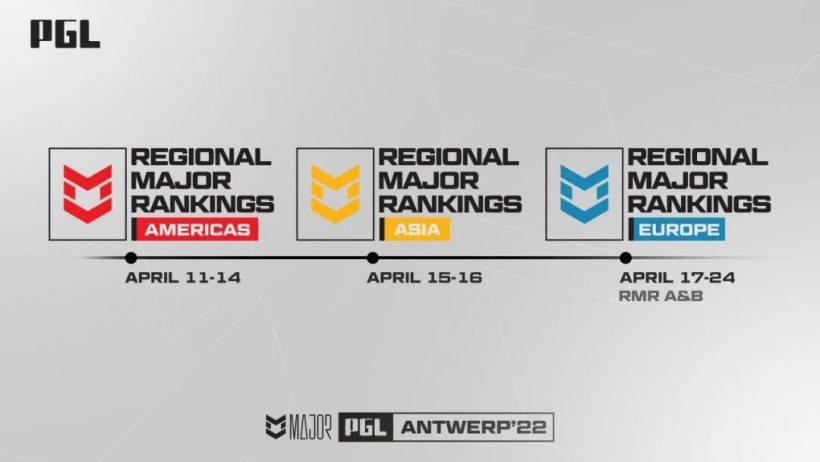 PGL
REGIONAL
MAJOR
RANKINGS
AMERICAS
APRIL 11-14
REGIONAL
MAJOR
RANKINGS
ASIA
APRIL 15-16
REGIONAL
MAJOR
RANKINGS
EUROPE
APRIL 17-24
RMR A&B
MAJOR PGL ANTWERP'22